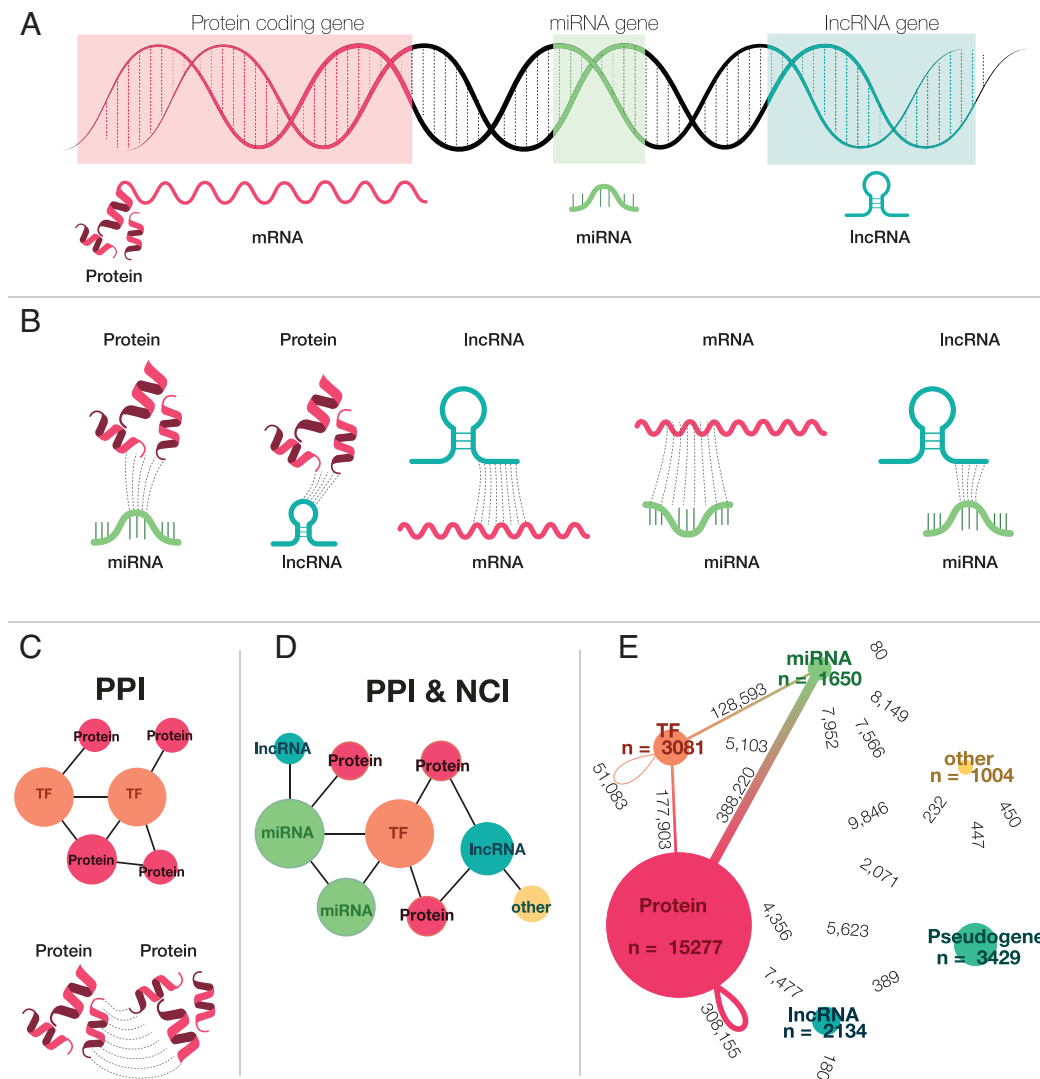 A
Protein coding gene
miRNA gene
lncRNA gene
mRNA
miRNA
lncRNA
Protein
B
Protein
Protein
lncRNA
mRNA
lncRNA
miRNA
lncRNA
mRNA
miRNA
miRNA
C
PPI
Protein
Protein
TF
TF
Protein
Protein
Protein
Protein
D
PPI & NCI
lncRNA
Protein
Protein
miRNA
TF
lncRNA
miRNA
Protein
other
E
miRNA
n = 1650
80
128,593
8,149
7,952
7,566
TF
n = 3081
5,103
other
n = 1004
51,083
177,903
388,220
9,846
232
447
450
2,071
Protein
n = 15277
4,356
5,623
Pseudogene
n = 3429
7,477
389
308,155
lncRNA
n = 2134
180